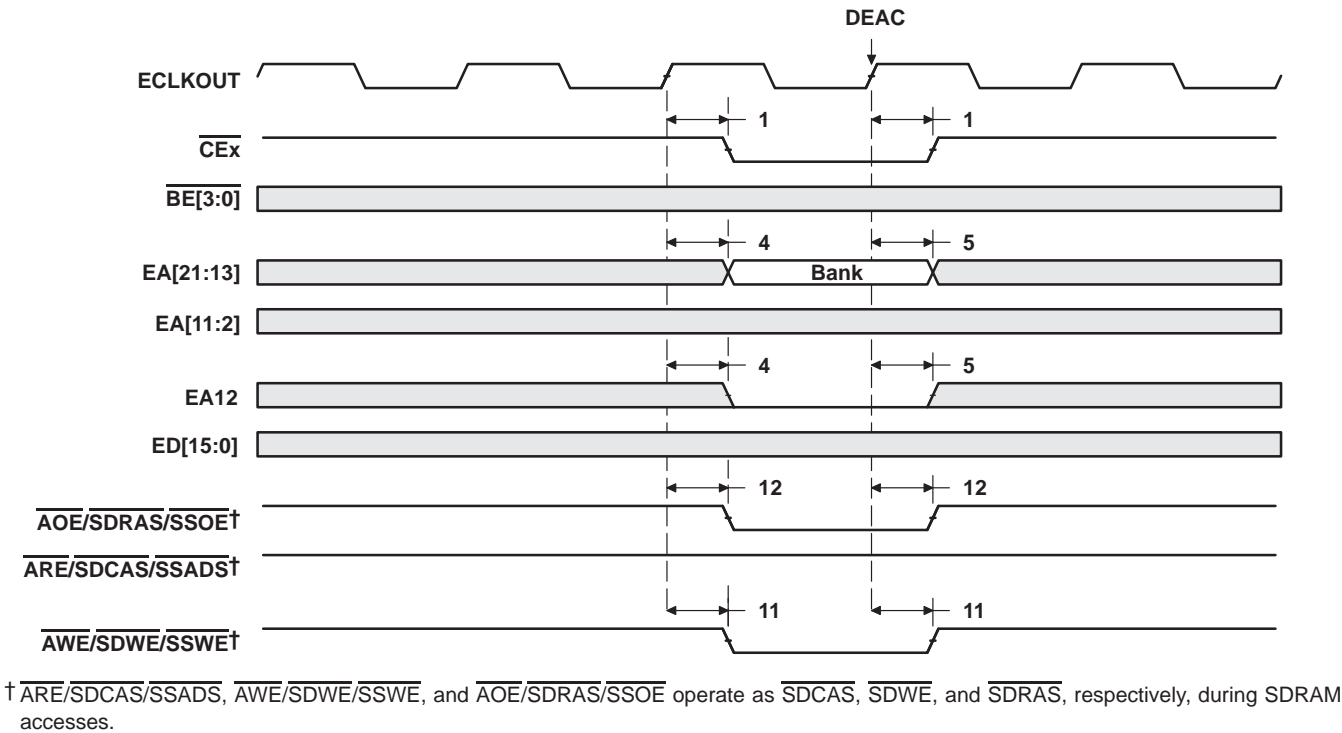 DEAC
ECLKOUT
1 1
CEx
BE[3:0]
4 5
EA[21:13] Bank
EA[11:2]
4 5
EA12
ED[15:0]
12 12
AOE/SDRAS/SSOE†
ARE/SDCAS/SSADS†
11 11
AWE/SDWE/SSWE†
† ARE/SDCAS/SSADS, AWE/SDWE/SSWE, and AOE/SDRAS/SSOE operate as SDCAS, SDWE, and SDRAS, respectively, during SDRAM
accesses.